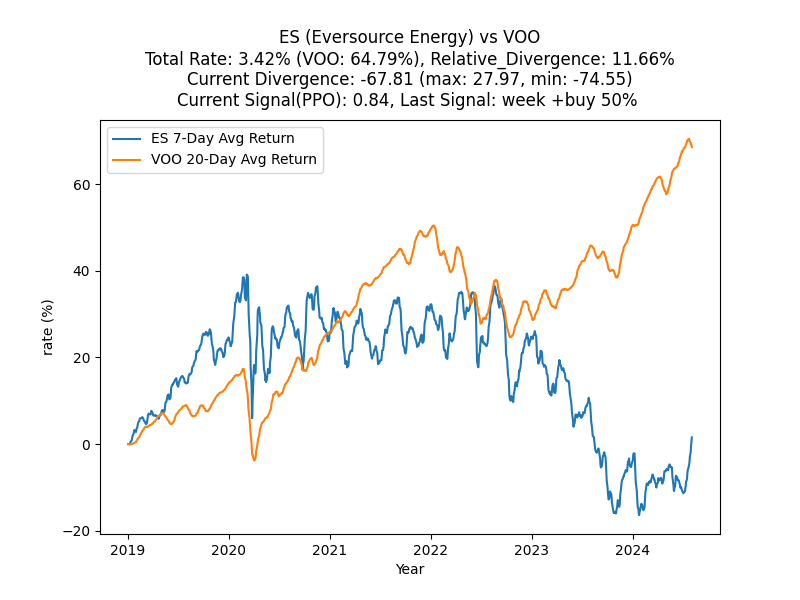 ES (Eversource Energy) vs VOO
Total Rate: 3.42% (VOO: 64.79%), Relative_Divergence: 11.66%
Current Divergence: -67.81 (max: 27.97, min: -74.55)
Current Signal(PPO): 0.84, Last Signal: week +buy 50%
ES 7-Day Avg Return
VOO 20-Day Avg Return
rate (%)
60
40
20
0
−20
2019 2020 2021 2022 2023 2024
Year